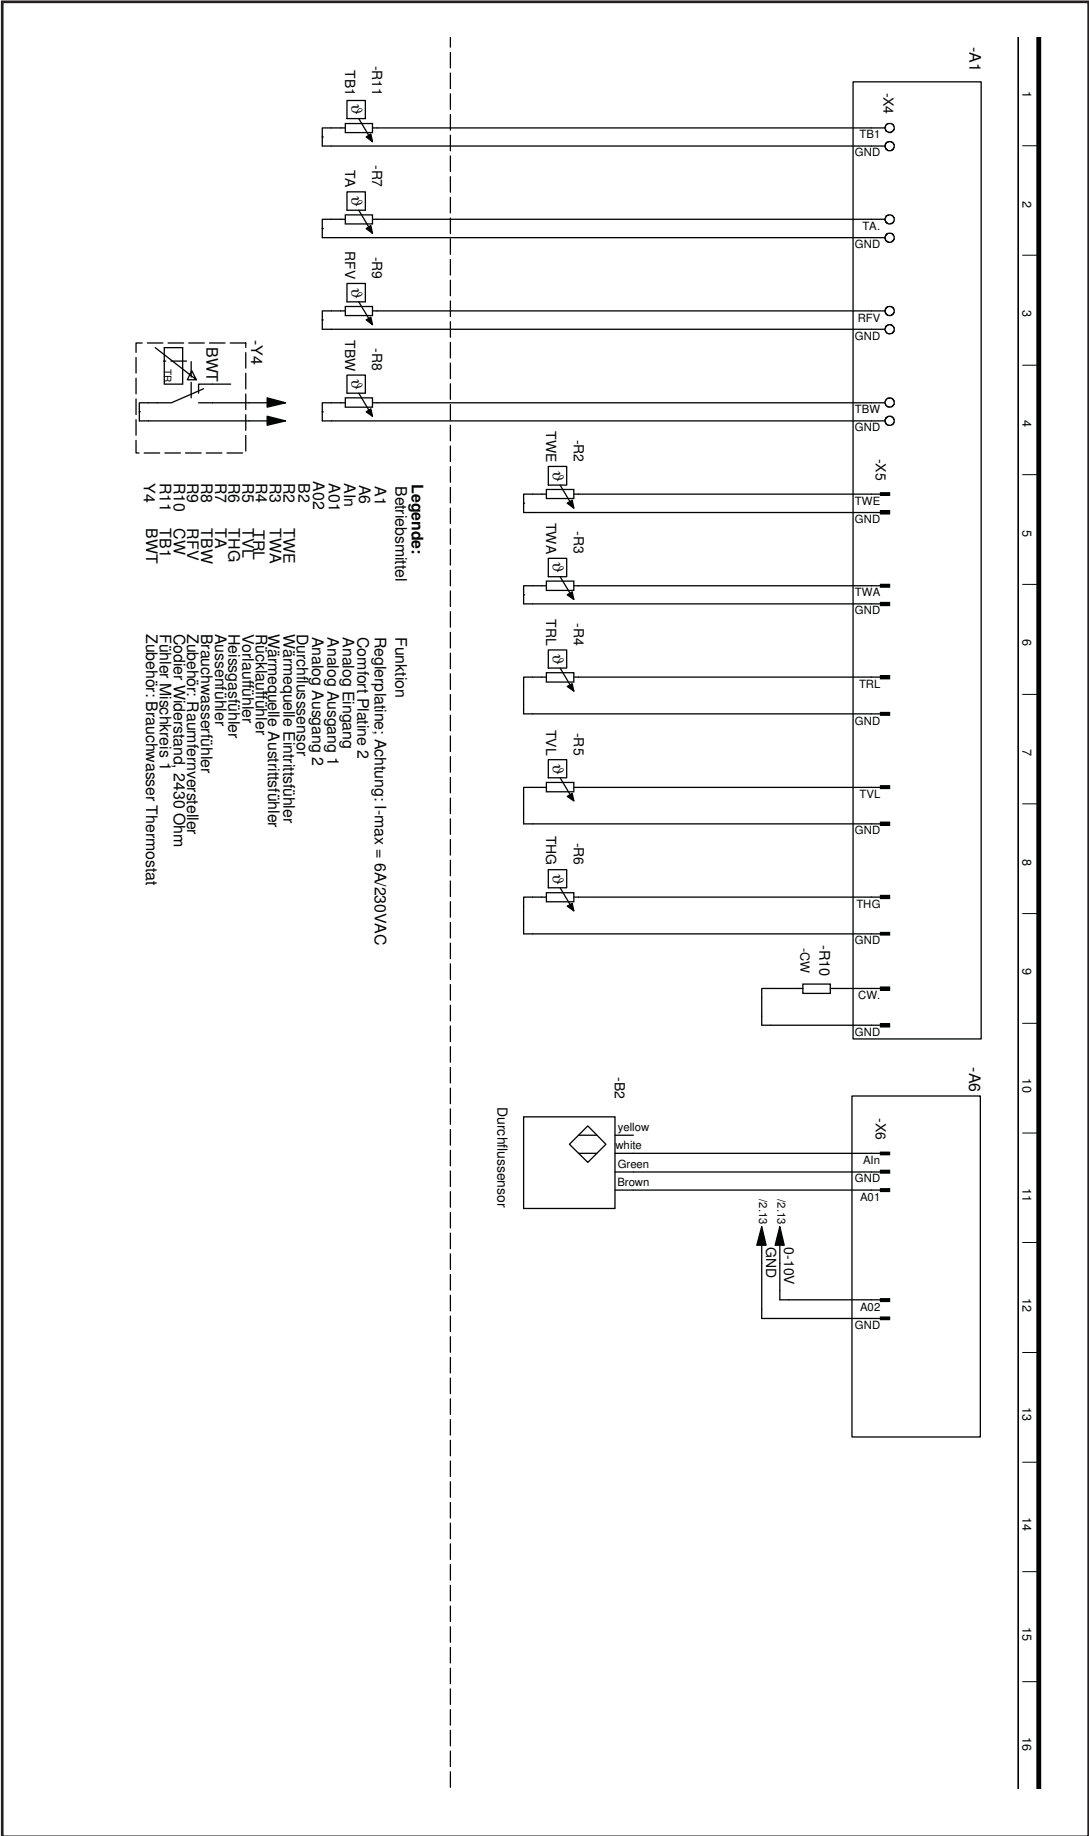 1
2
3
4
5
6
7
8
9
10
11
12
13
14
15
16
-A1
-X4
TB1
GND
TA.
GND
RFV
GND
TBW
GND
-X5
TWE
GND
TWA
GND
TRL
GND
TVL
GND
THG
GND
CW.
GND
-A6
-X6
AIn
GND
A01
A02
GND
-R10
-CW
/2.13
0-10V
/2.13
GND
-B2
yellow
white
Green
Brown
Durchflussensor
-R2
TWE
ϑ
-R3
TWA
ϑ
-R4
TRL
ϑ
-R5
TVL
ϑ
-R6
THG
ϑ
-R11
TB1
ϑ
-R7
TA
ϑ
-R9
RFV
ϑ
-R8
TBW
ϑ
-Y4
BWT
TR
Legende:
Betriebsmittel Funktion
A1 Reglerplatine; Achtung: I-max = 6A/230VAC
A6 Comfort Platine 2
AIn Analog Eingang
A01 Analog Ausgang 1
A02 Analog Ausgang 2
B2 Durchflusssensor
R2 TWE Wärmequelle Eintrittsfühler
R3 TWA Wärmequelle Austrittsfühler
R4 TRL Rücklauffühler
R5 TVL Vorlauffühler
R6 THG Heissgasfühler
R7 TA Aussenfühler
R8 TBW Brauchwasserfühler
R9 RFV Zubehör: Raumfernversteller
R10 CW Codier Widerstand, 2430 Ohm
R11 TB1 Fühler Mischkreis 1
Y4 BWT Zubehör: Brauchwasser Thermostat